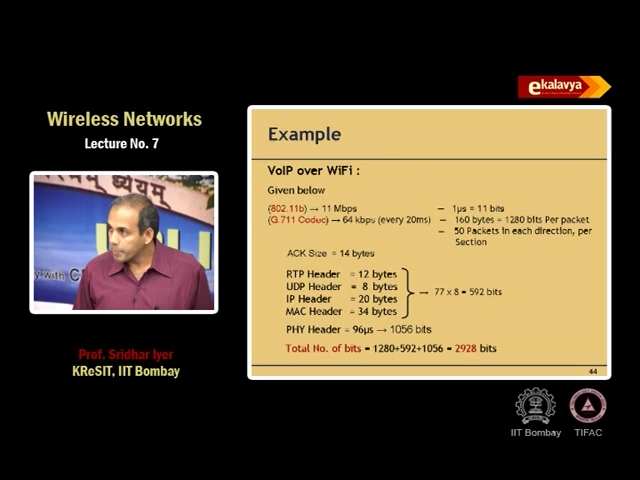 ekalavya
Wireless Networks
Lecture No. 7
Example
VoIP over WiFi :
Given below
(802.11b) → 11 Mbps – 1µs = 11 bits
(G.711 Codec) → 64 kbps (every 20ms) – 160 bytes = 1280 bits Per packet
– 50 Packets in each direction, per
Section
ACK Size = 14 bytes
RTP Header = 12 bytes
UDP Header = 8 bytes
IP Header = 20 bytes
MAC Header = 34 bytes
→ 77 x 8 = 592 bits
PHY Header = 96µs → 1056 bits
Total No. of bits = 1280+592+1056 = 2928 bits
44
ध्येयम्
y with
Prof. Sridhar Iyer
KReSIT, IIT Bombay
IIT Bombay
TIFAC